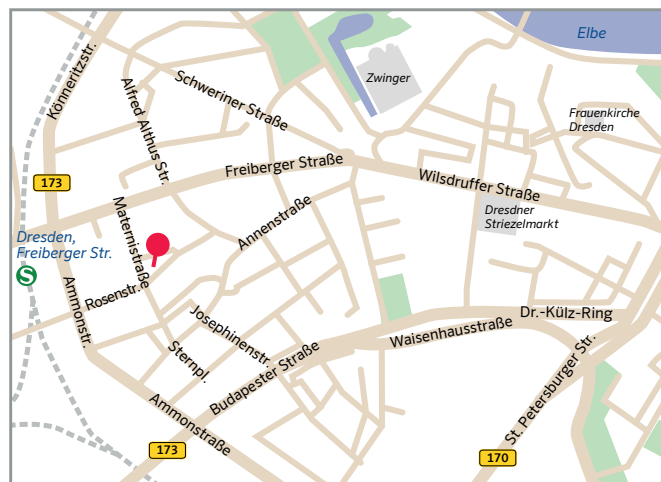 Elbe
Könneritzstr.
Alfred Althus Str.
Schweriner Straße
Zwinger
Frauenkirche
Dresden
173
Freiberger Straße
Wilsdruffer Straße
Maternistraße
Annenstraße
Dresdner
Striezelmarkt
Dresden,
Freiberger Str.
S
Ammonstr.
Rosenstr.
Josephinenstr.
Sternpl.
Dr.-Külz-Ring
Waisenhausstraße
Budapester Straße
Ammonstraße
St. Petersburger Str.
173
170